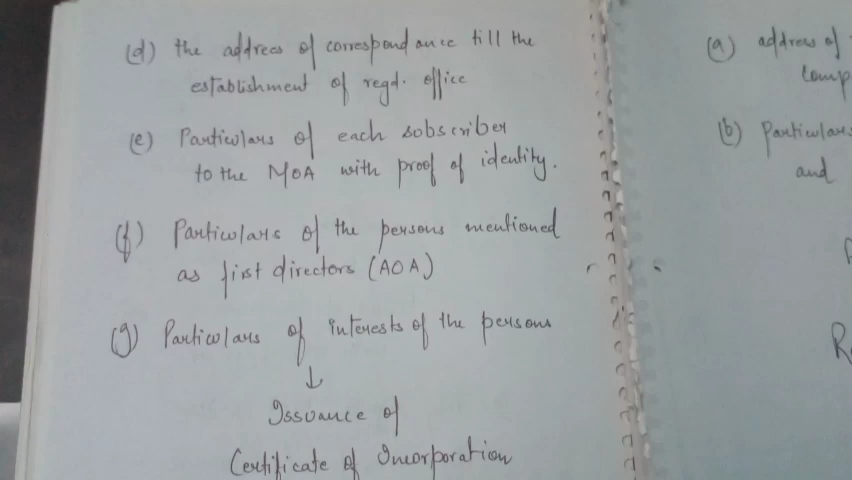 (d) the address of correspondance till the
establishment of regd. office
(e) Particulars of each sobscriber
to the MOA with proof of identity.
(f) Particulars of the persons mentioned
as first directors (AOA)
(g) Particulars of interests of the persons
↓
Issuance of
Certificate of Incorporation
(a) address of
comp
(b) Particulars
and
R